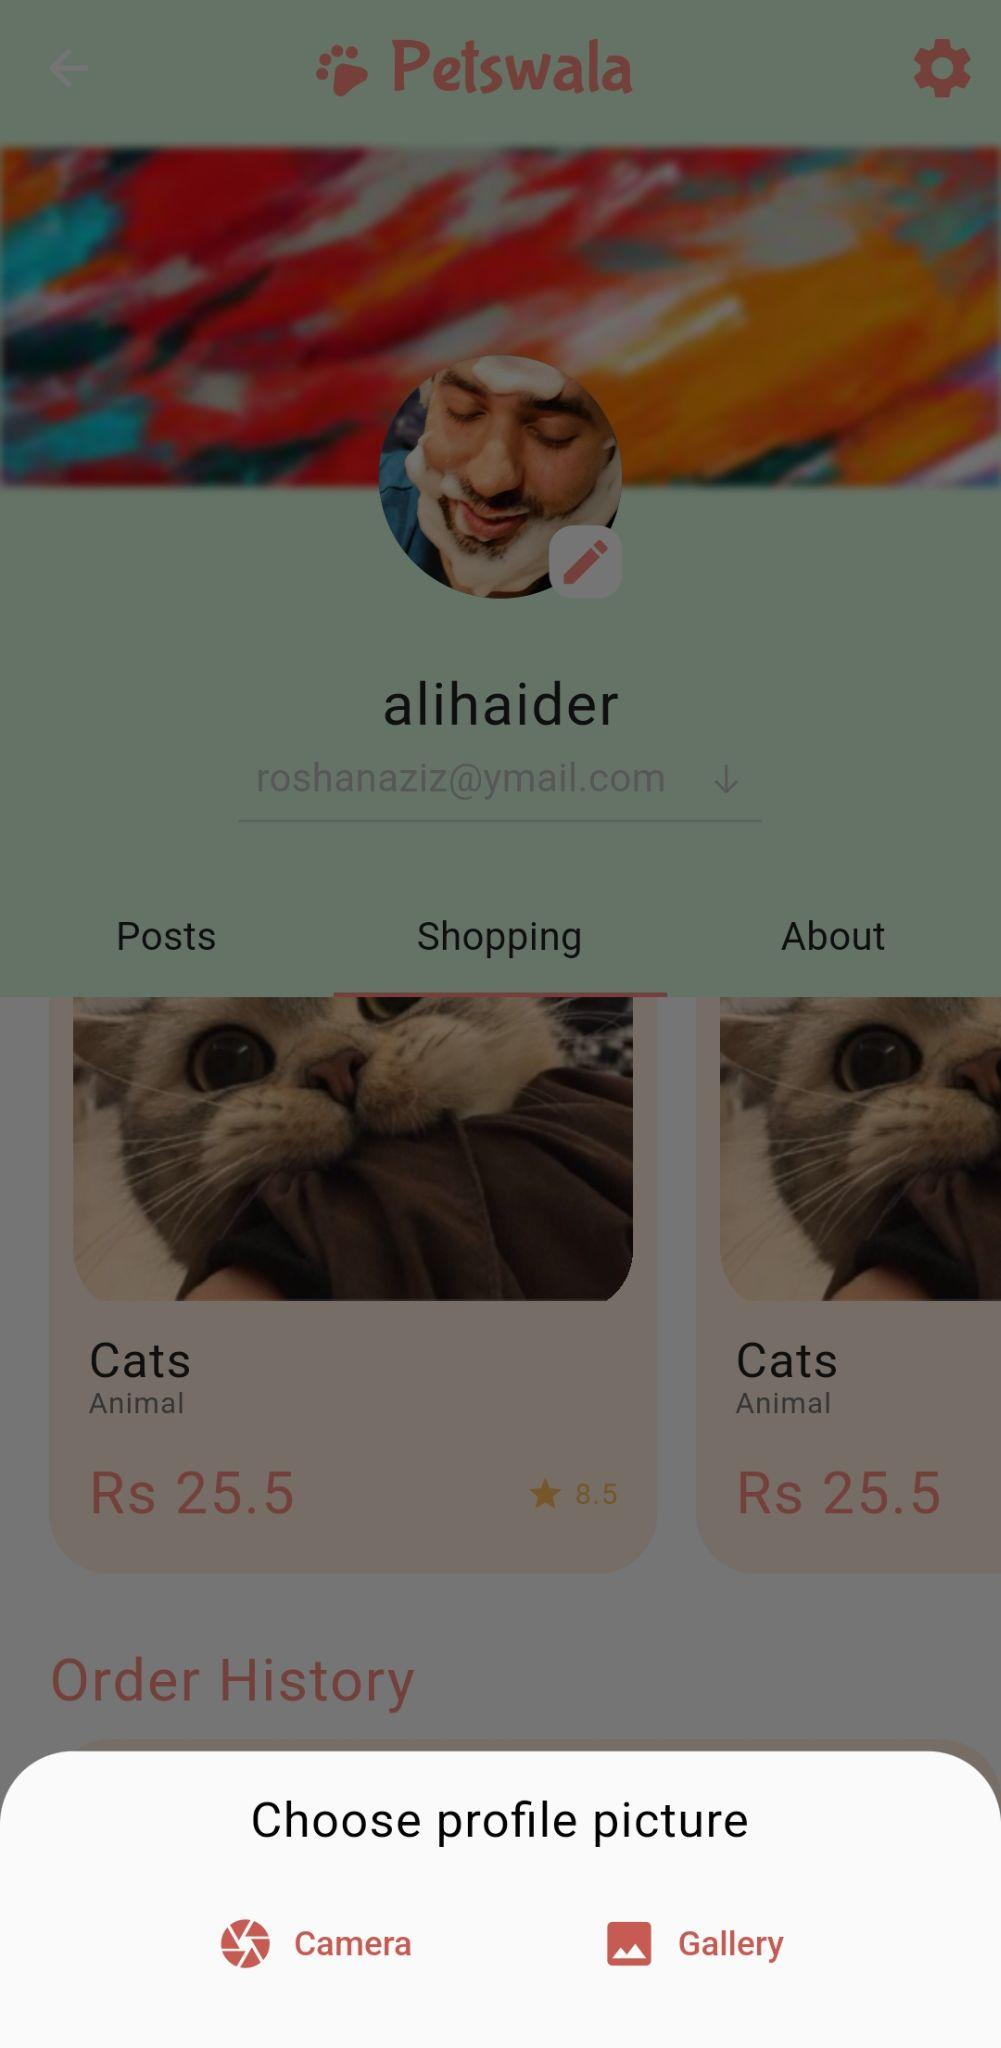 Petswala
alihaider
roshanaziz@ymail.com
Posts Shopping About
Cats Cats
Animal Animal
Rs 25.5 8.5 Rs 25.5
Order History
Choose profile picture
Camera Gallery